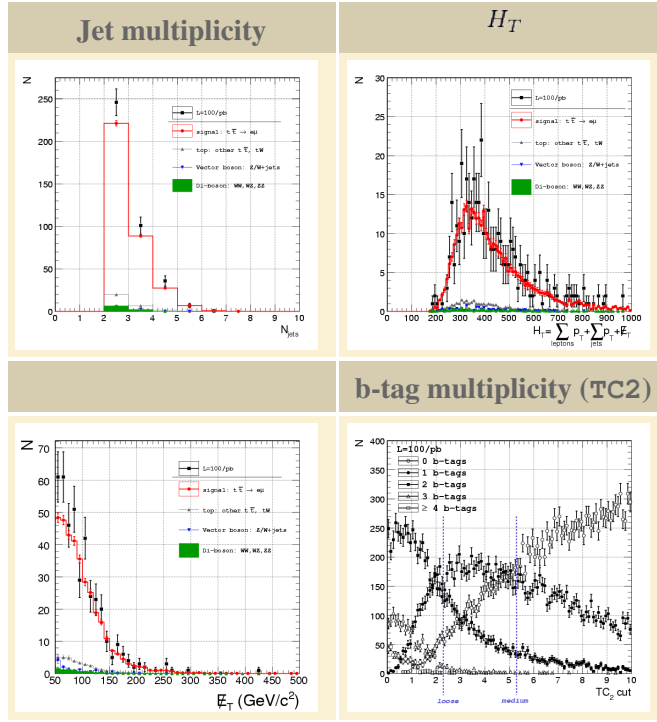 Jet multiplicity
N
250
200
150
100
50
0
L=100/pb
signal: t t̅ → eμ
top: other t t̅, tW
Vector boson: Z/W+jets
Di-boson: WW,WZ,ZZ
0 1 2 3 4 5 6 7 8 9 10
N_jets
H_T
N
30
25
20
15
10
5
0
L=100/pb
signal: t t̅ → eμ
top: other t t̅, tW
Vector boson: Z/W+jets
Di-boson: WW,WZ,ZZ
0 100 200 300 400 500 600 700 800 900 1000
H_T= ∑ p_T+∑ p_T+E̸_T
leptons jets
N
70
60
50
40
30
20
10
0
L=100/pb
signal: t t̅ → eμ
top: other t t̅, tW
Vector boson: Z/W+jets
Di-boson: WW,WZ,ZZ
50 100 150 200 250 300 350 400 450 500
E̸_T (GeV/c²)
b-tag multiplicity (TC2)
N
400
350
300
250
200
150
100
50
0
L=100/pb
0 b-tags
1 b-tags
2 b-tags
3 b-tags
≥ 4 b-tags
0 1 2 3 4 5 6 7 8 9 10
TC₂ cut
loose medium